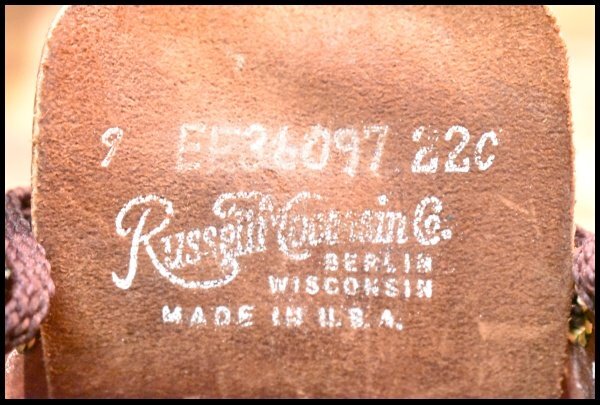 9 EE36097 22C
Russell Moccasin Co.
BERLIN
WISCONSIN
MADE IN U.S.A.